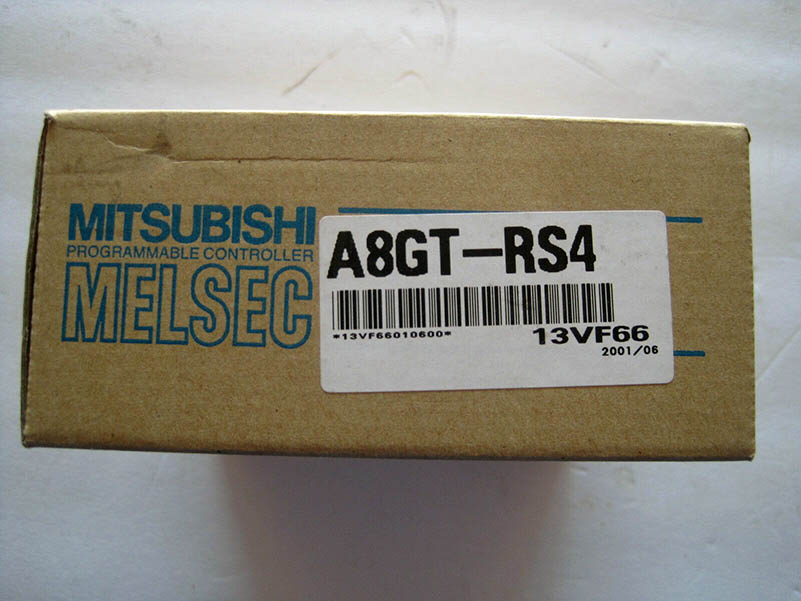 MITSUBISHI
PROGRAMMABLE CONTROLLER
MELSEC
A8GT-RS4
*13VF66010600*
13VF66
2001/06